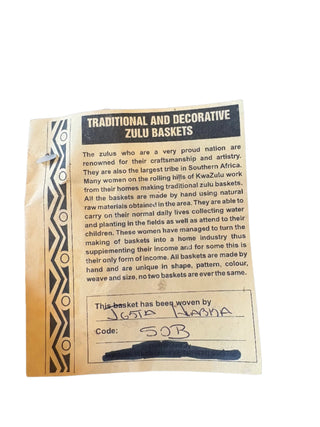 TRADITIONAL AND DECORATIVE
ZULU BASKETS
The zulus who are a very proud nation are
renowned for their craftsmanship and artistry.
They are also the largest tribe in Southern Africa.
Many women on the rolling hills of KwaZulu work
from their homes making traditional zulu baskets.
All the baskets are made by hand using natural
raw materials obtained in the area. They are able to
carry on their normal daily lives collecting water
and planting in the fields as well as attend to their
children. These women have managed to turn the
making of baskets into a home industry thus
supplementing their income and for some this is
their only form of income. All baskets are made by
hand and are unique in shape, pattern, colour,
weave and size, no two baskets are ever the same.
This basket has been woven by
Code: SOB